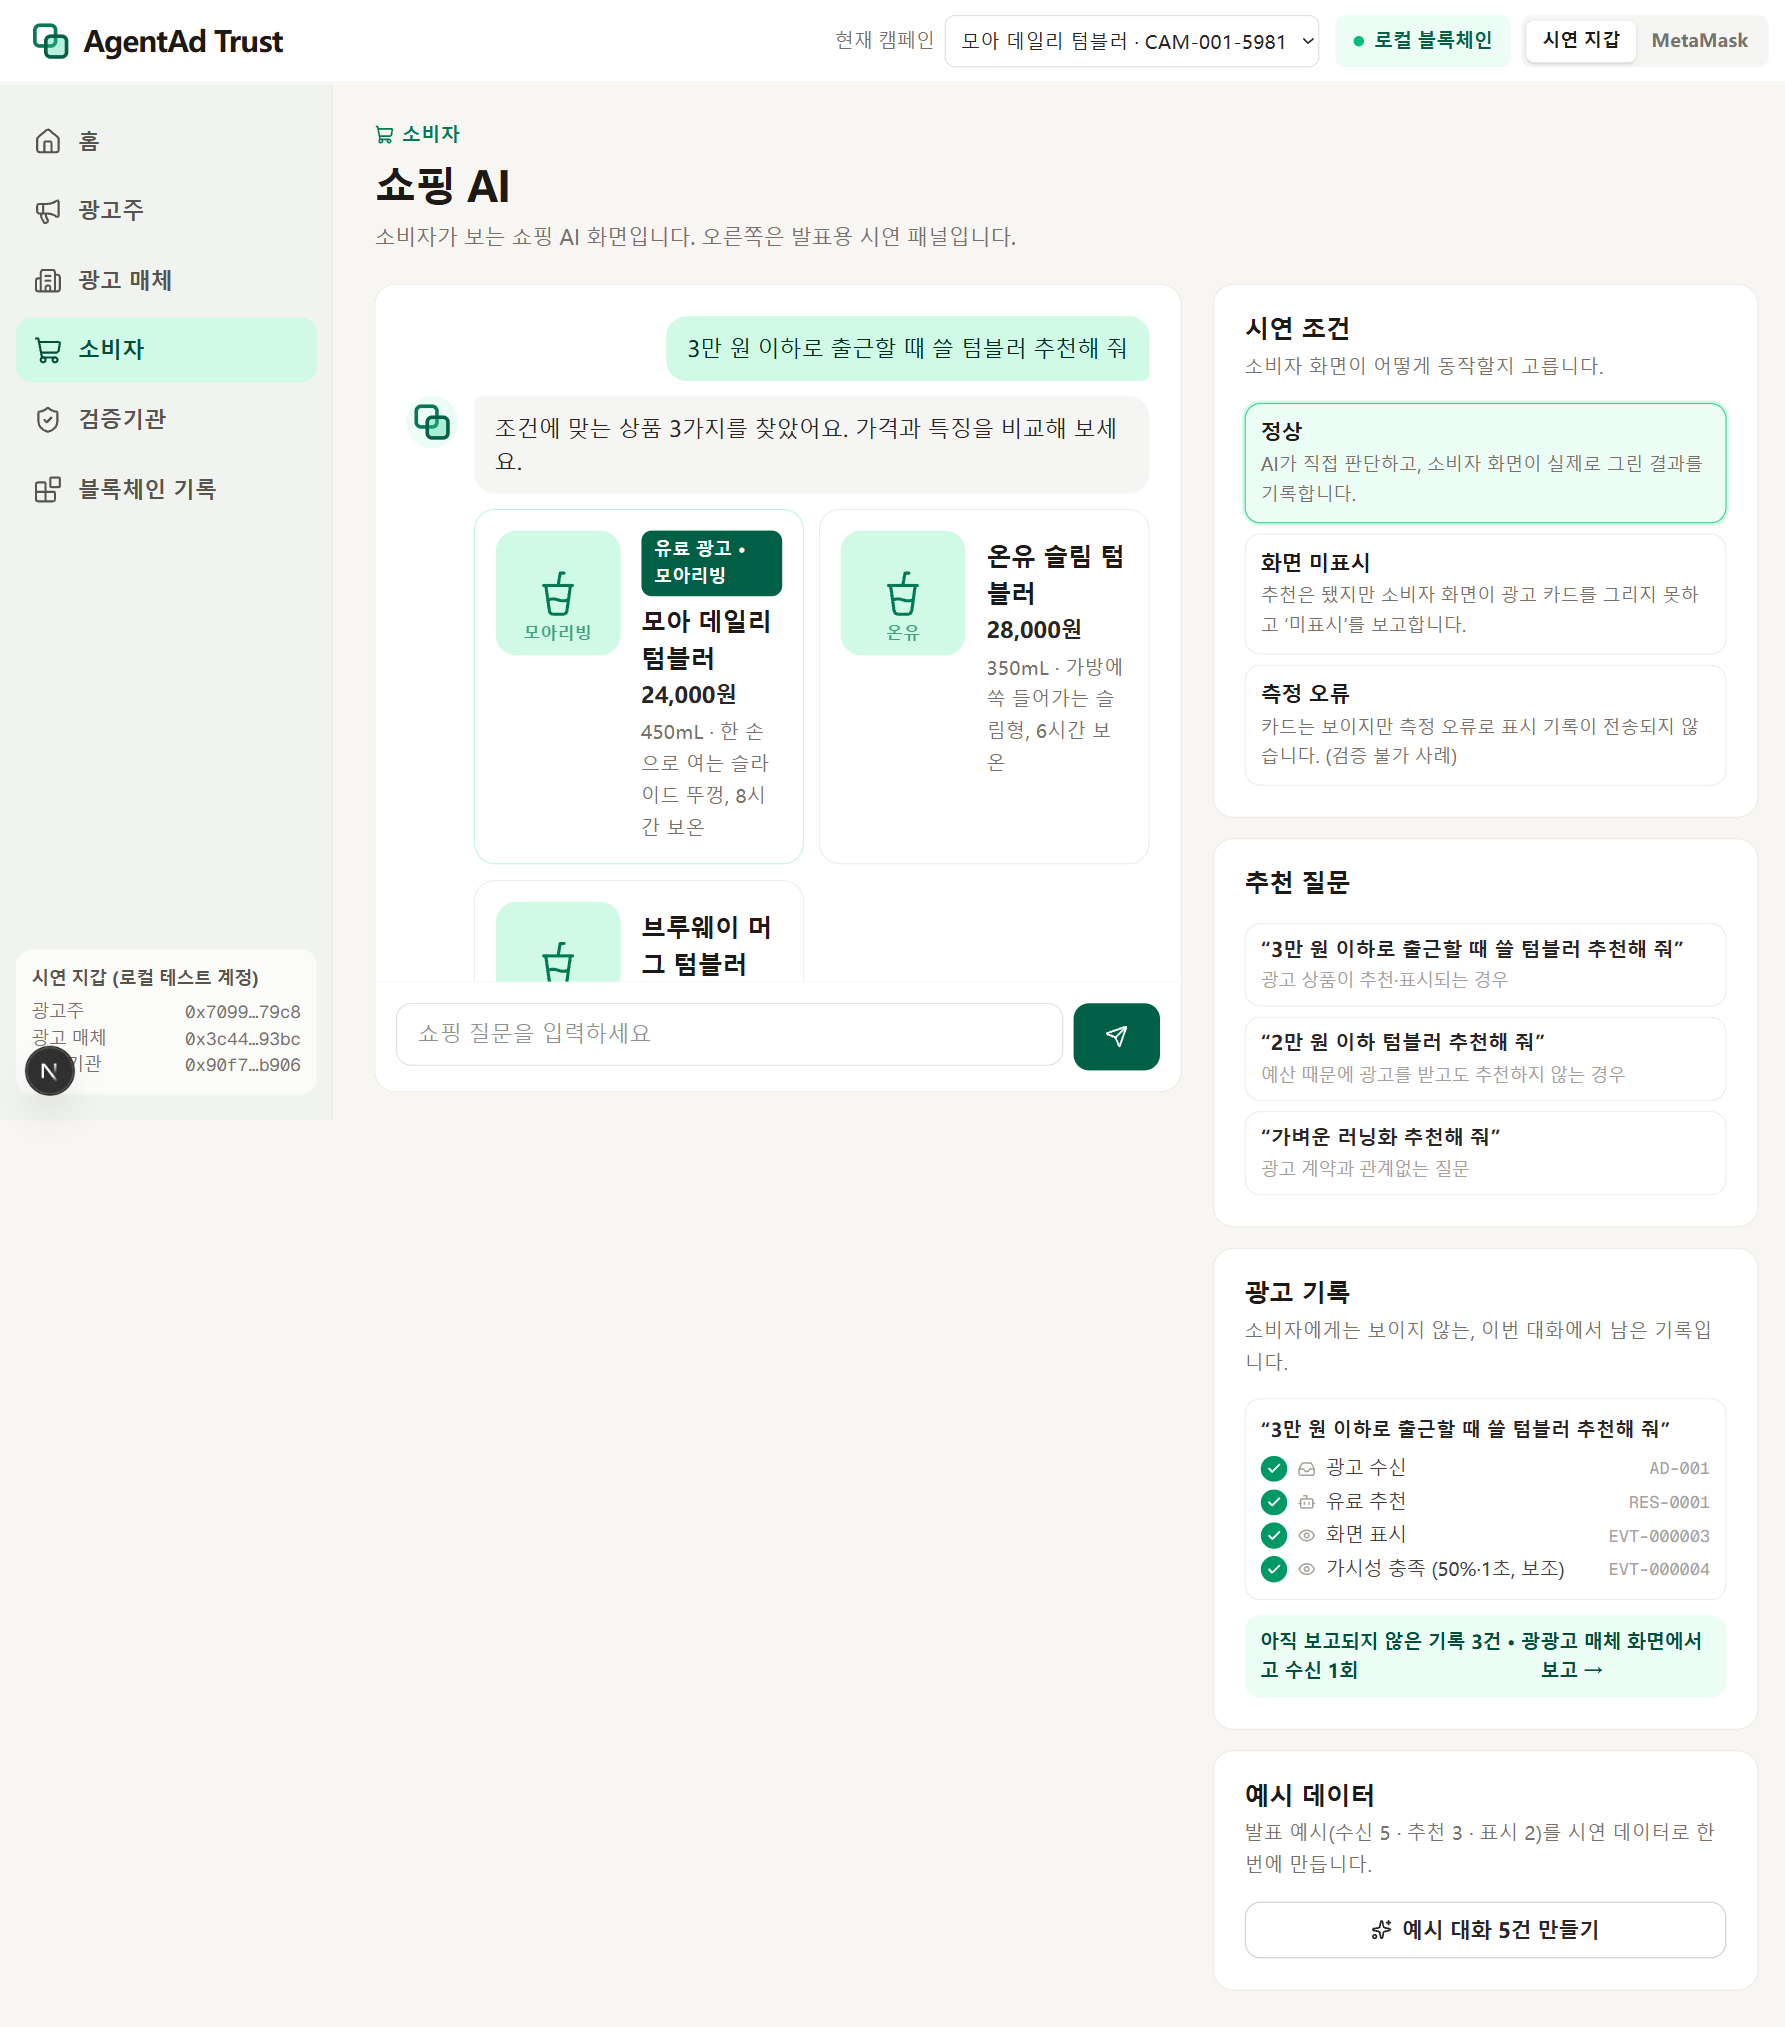 AgentAd Trust
현재 캠페인
모아 데일리 텀블러 · CAM-001-5981
로컬 블록체인
시연 지갑
MetaMask
홈
광고주
광고 매체
소비자
검증기관
블록체인 기록
시연 지갑 (로컬 테스트 계정)
광고주 0x7099…79c8
광고 매체 0x3c44…93bc
기관 0x90f7…b906
N
소비자
쇼핑 AI
소비자가 보는 쇼핑 AI 화면입니다. 오른쪽은 발표용 시연 패널입니다.
3만 원 이하로 출근할 때 쓸 텀블러 추천해 줘
조건에 맞는 상품 3가지를 찾았어요. 가격과 특징을 비교해 보세
요.
모아리빙
유료 광고 •
모아리빙
모아 데일리
텀블러
24,000원
450mL · 한 손
으로 여는 슬라
이드 뚜껑, 8시
간 보온
온유
온유 슬림 텀
블러
28,000원
350mL · 가방에
쏙 들어가는 슬
림형, 6시간 보
온
브루웨이 머
그 텀블러
쇼핑 질문을 입력하세요
시연 조건
소비자 화면이 어떻게 동작할지 고릅니다.
정상
AI가 직접 판단하고, 소비자 화면이 실제로 그린 결과를
기록합니다.
화면 미표시
추천은 됐지만 소비자 화면이 광고 카드를 그리지 못하
고 ‘미표시’를 보고합니다.
측정 오류
카드는 보이지만 측정 오류로 표시 기록이 전송되지 않
습니다. (검증 불가 사례)
추천 질문
“3만 원 이하로 출근할 때 쓸 텀블러 추천해 줘”
광고 상품이 추천·표시되는 경우
“2만 원 이하 텀블러 추천해 줘”
예산 때문에 광고를 받고도 추천하지 않는 경우
“가벼운 러닝화 추천해 줘”
광고 계약과 관계없는 질문
광고 기록
소비자에게는 보이지 않는, 이번 대화에서 남은 기록입
니다.
“3만 원 이하로 출근할 때 쓸 텀블러 추천해 줘”
광고 수신 AD-001
유료 추천 RES-0001
화면 표시 EVT-000003
가시성 충족 (50%·1초, 보조) EVT-000004
아직 보고되지 않은 기록 3건 • 광
고 수신 1회
광고 매체 화면에서
보고 →
예시 데이터
발표 예시(수신 5 · 추천 3 · 표시 2)를 시연 데이터로 한
번에 만듭니다.
예시 대화 5건 만들기